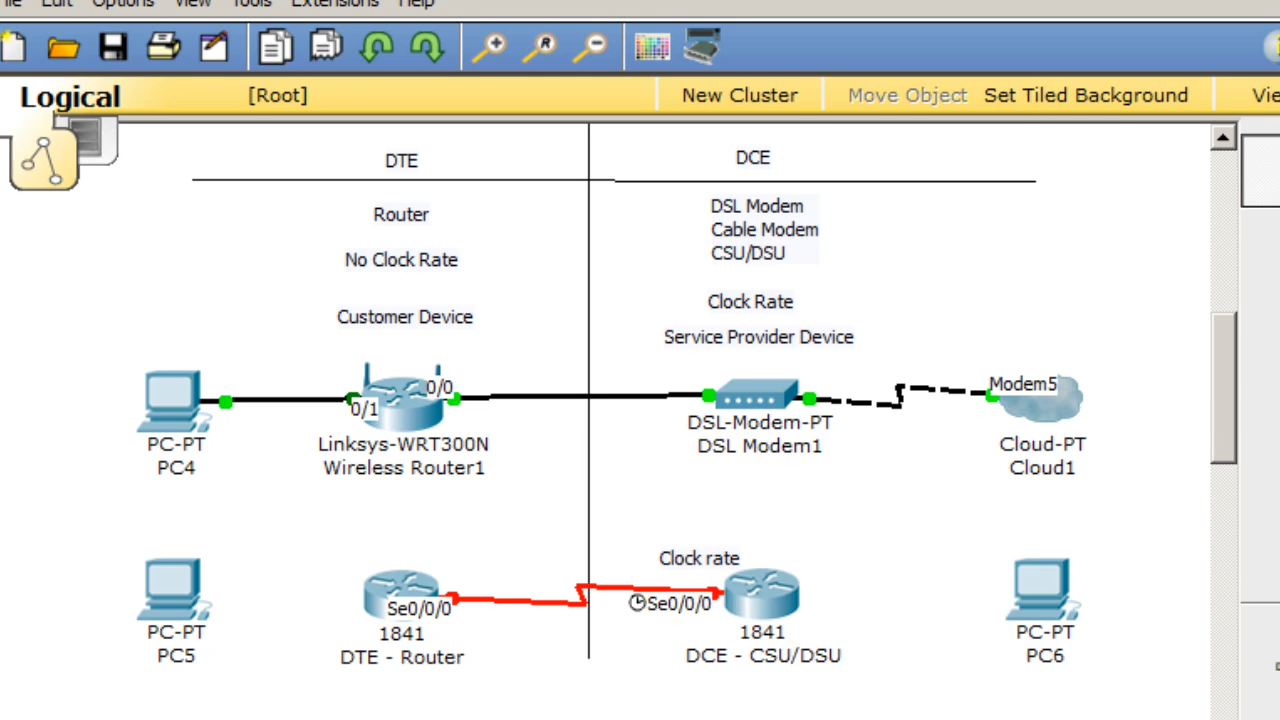 File Edit Options View Tools Extensions Help
Logical [Root] New Cluster Move Object Set Tiled Background
DTE DCE
Router
DSL Modem
Cable Modem
CSU/DSU
No Clock Rate
Clock Rate
Customer Device
Service Provider Device
0/1 0/0 Modem5
PC-PT
PC4
Linksys-WRT300N
Wireless Router1
DSL-Modem-PT
DSL Modem1
Cloud-PT
Cloud1
Clock rate
Se0/0/0 Se0/0/0
PC-PT
PC5
1841
DTE - Router
1841
DCE - CSU/DSU
PC-PT
PC6